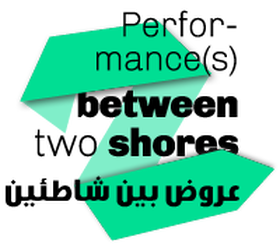 Perfor-
mance(s)
between
two shores
عروض بين شاطئين